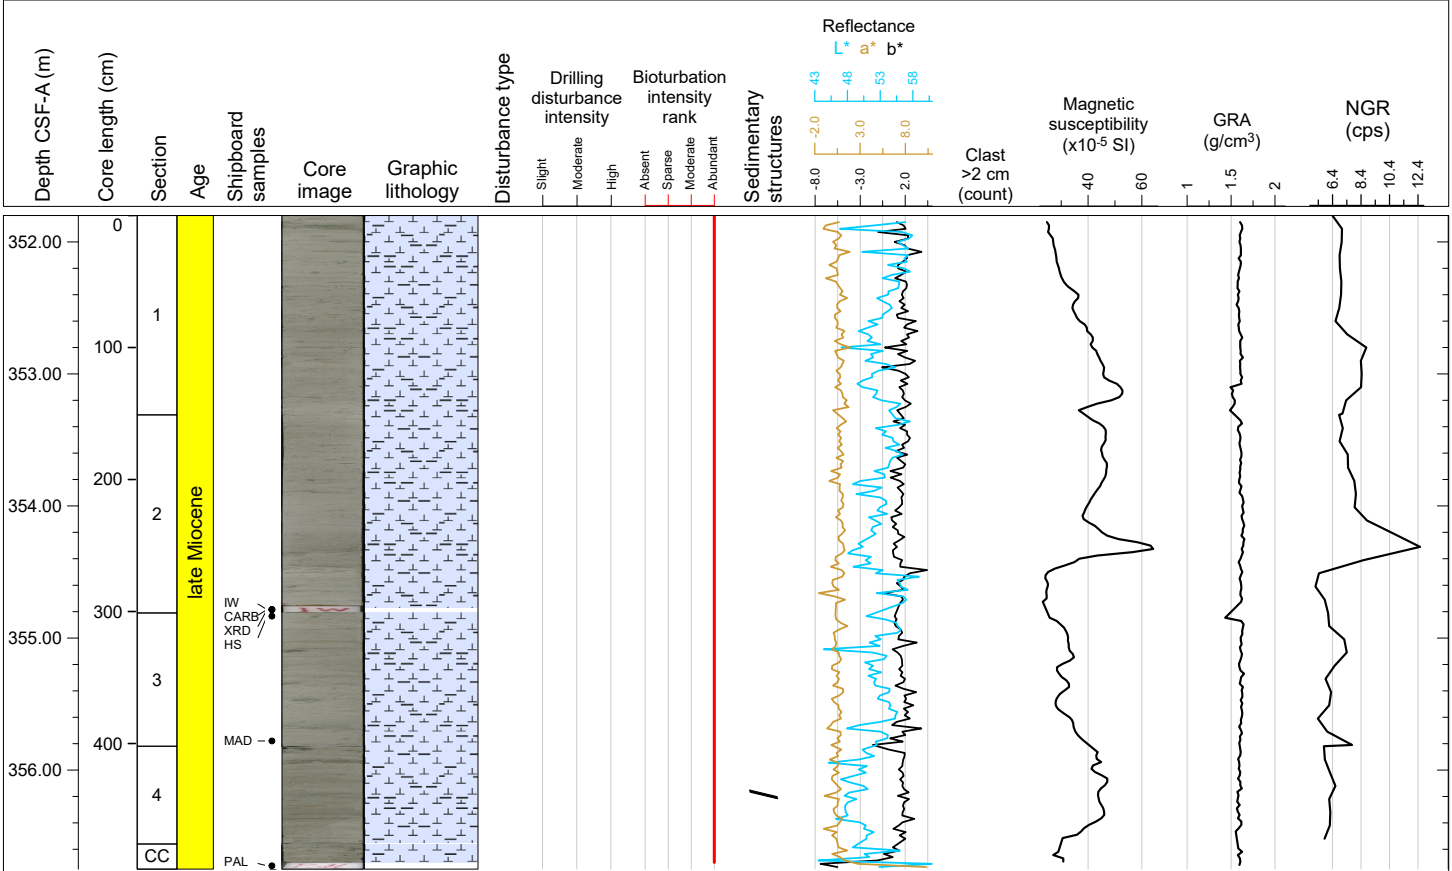 Depth CSF-A (m)
Core length (cm)
Section
Age
Shipboard
samples
Core
image
Graphic
lithology
Disturbance type
Drilling
disturbance
intensity
Slight
Moderate
High
Bioturbation
intensity
rank
Absent
Sparse
Moderate
Abundant
Sedimentary
structures
Reflectance
L* a* b*
43 48 53 58
-2.0 3.0 8.0
-8.0 -3.0 2.0
Clast
>2 cm
(count)
Magnetic
susceptibility
(x10-5 SI)
40 60
GRA
(g/cm3)
1 1.5 2
NGR
(cps)
6.4 8.4 10.4 12.4
0
352.00
1
100
353.00
200
2
354.00
late Miocene
IW
300
CARB
XRD
355.00
HS
IW
3
MAD
400
356.00
4
CC
PAL